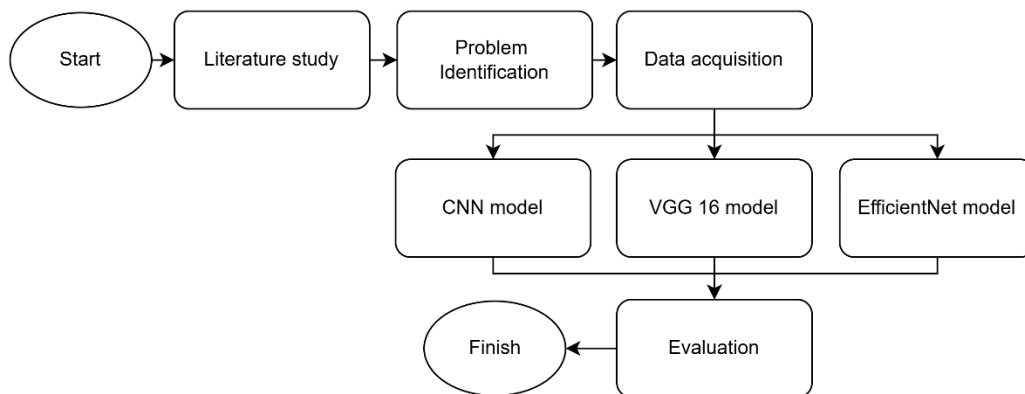 Start
Literature study
Problem
Identification
Data acquisition
CNN model
VGG 16 model
EfficientNet model
Finish
Evaluation